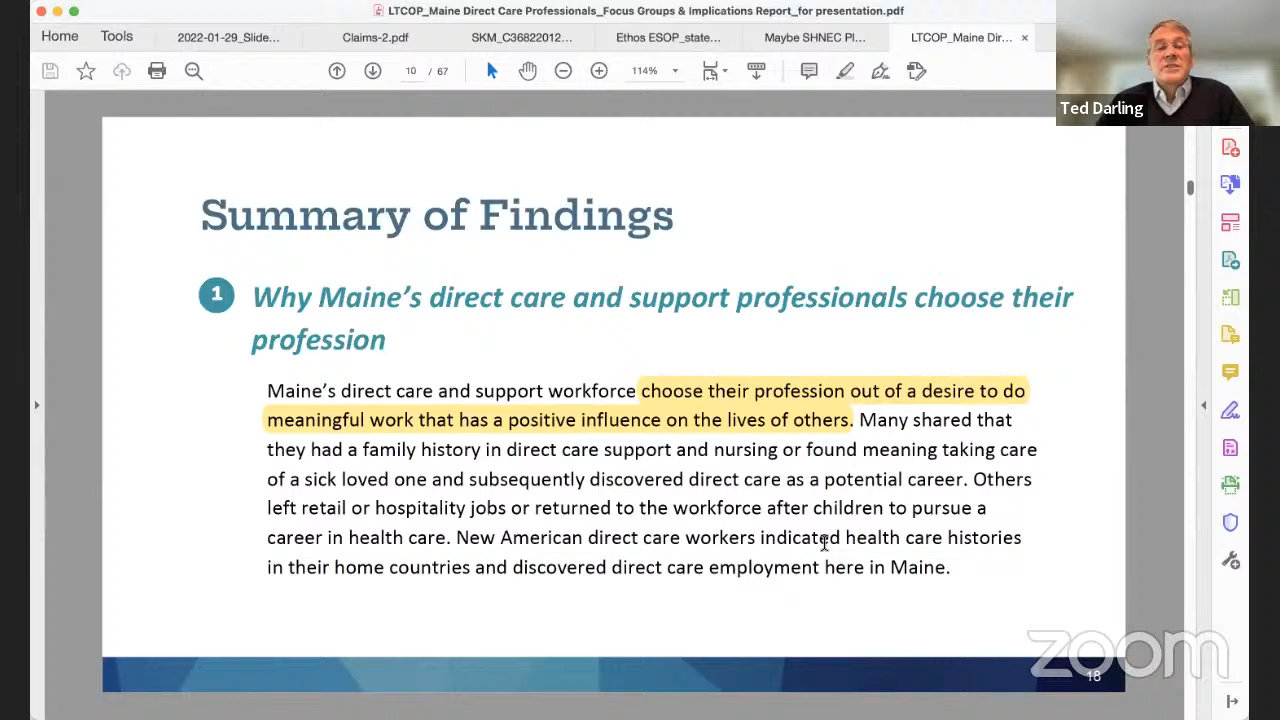 LTCOP_Maine Direct Care Professionals_Focus Groups & Implications Report_for presentation.pdf
Home Tools 2022-01-29_Slide... Claims-2.pdf SKM_C36822012... Ethos ESOP_state... Maybe SHNEC Pl... LTCOP_Maine Dir... ×
10 / 67 114%
Ted Darling
Summary of Findings
1 Why Maine's direct care and support professionals choose their
profession
Maine's direct care and support workforce choose their profession out of a desire to do
meaningful work that has a positive influence on the lives of others. Many shared that
they had a family history in direct care support and nursing or found meaning taking care
of a sick loved one and subsequently discovered direct care as a potential career. Others
left retail or hospitality jobs or returned to the workforce after children to pursue a
career in health care. New American direct care workers indicated health care histories
in their home countries and discovered direct care employment here in Maine.
zoom
18